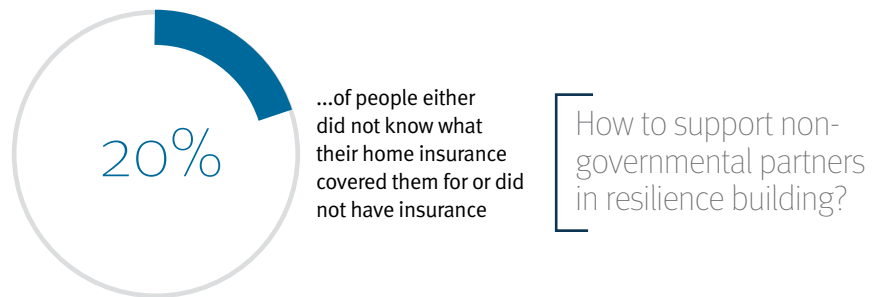 20%
...of people either
did not know what
their home insurance
covered them for or did
not have insurance
How to support non-
governmental partners
in resilience building?